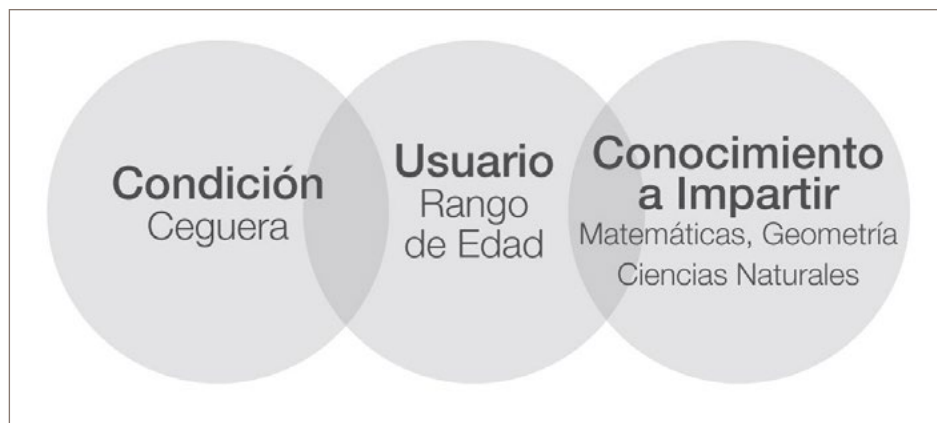 Condición
Ceguera
Usuario
Rango
de Edad
Conocimiento
a Impartir
Matemáticas, Geometría
Ciencias Naturales